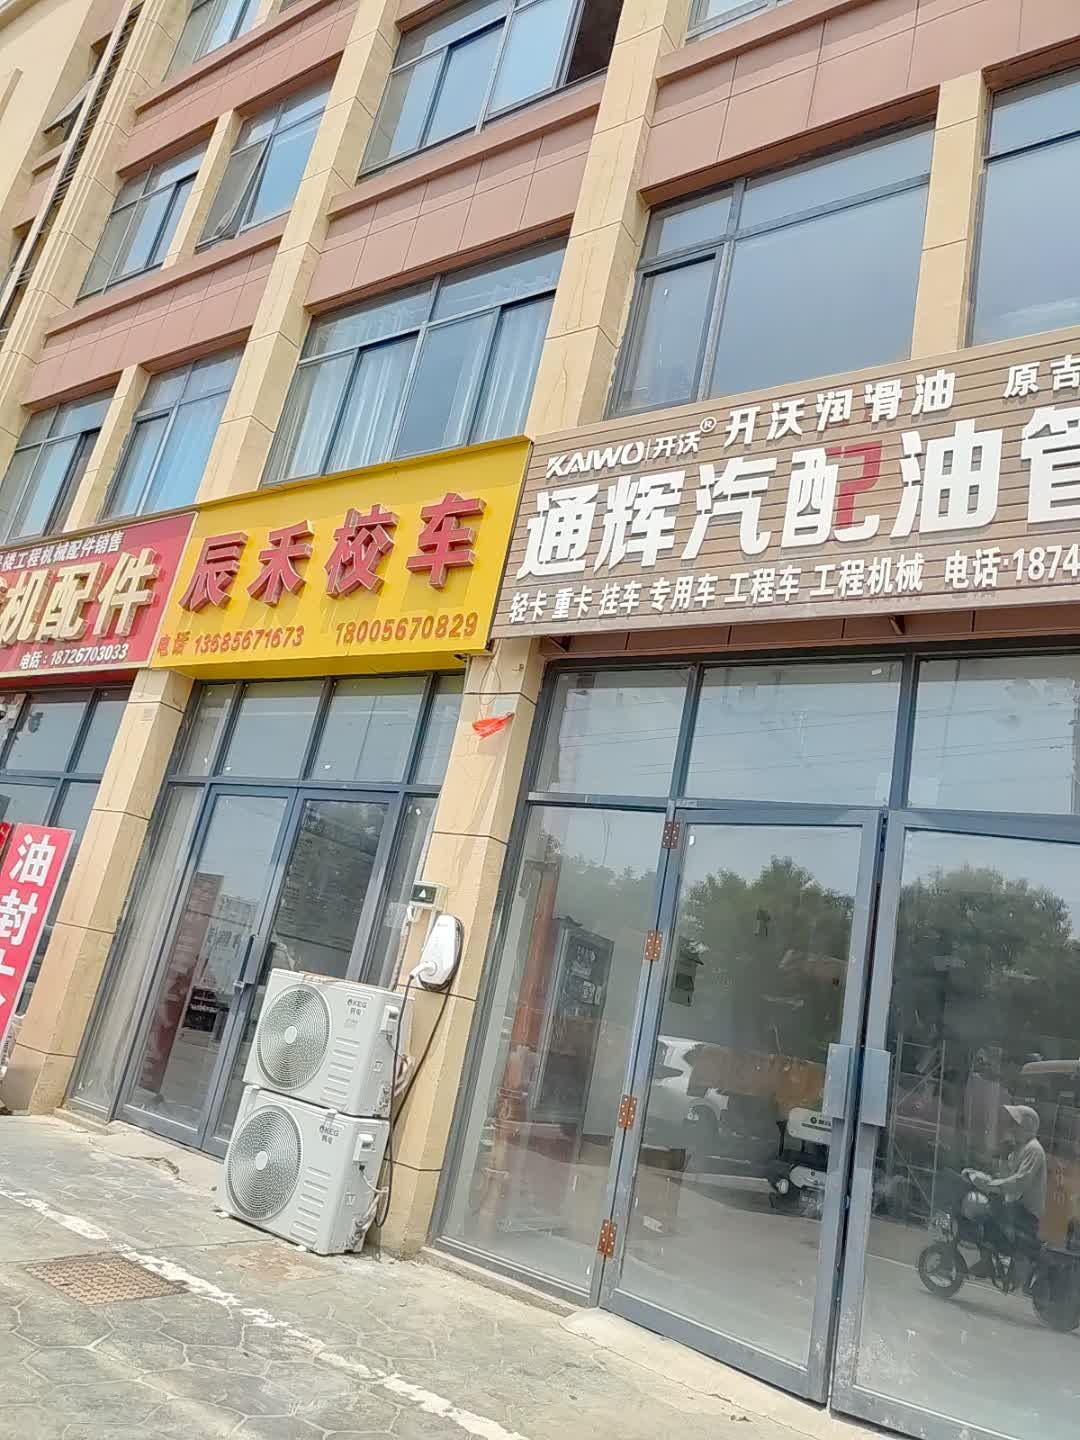 楼工程机械配件销售
机配件
电话：18726703033
辰禾校车
电话 13685671673 18005670829
KAIWO 开沃® 开沃润滑油 原吉
通辉汽配油管
轻卡 重卡 挂车 专用车 工程车 工程机械 电话·1874
油封
KEG
KEG